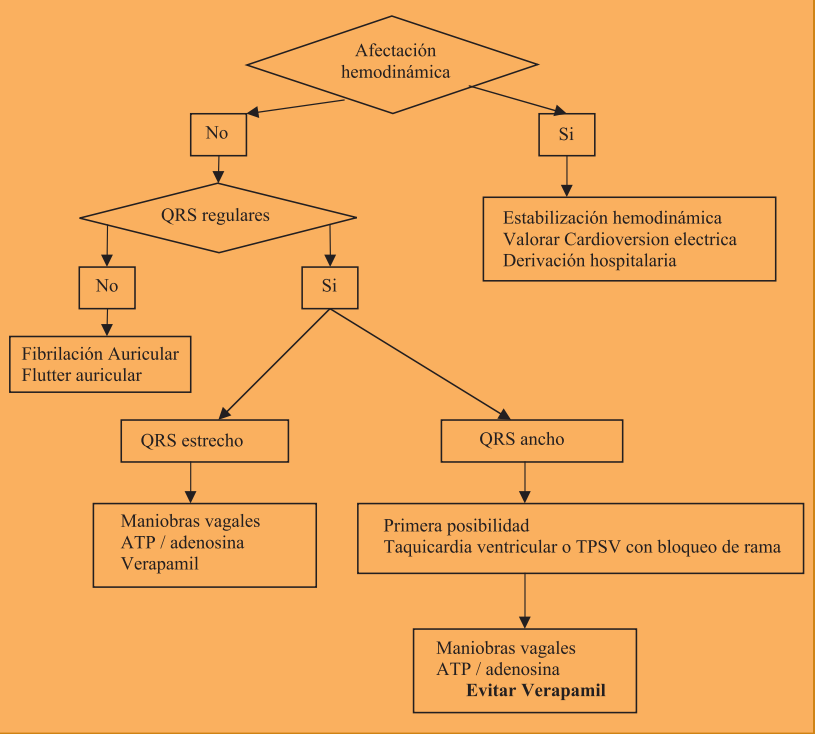 Afectación
hemodinámica
No
Si
QRS regulares
Estabilización hemodinámica
Valorar Cardioversion electrica
Derivación hospitalaria
No
Si
Fibrilación Auricular
Flutter auricular
QRS estrecho
QRS ancho
Maniobras vagales
ATP / adenosina
Verapamil
Primera posibilidad
Taquicardia ventricular o TPSV con bloqueo de rama
Maniobras vagales
ATP / adenosina
Evitar Verapamil